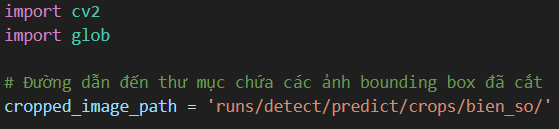 import cv2
import glob
# Đường dẫn đến thư mục chứa các ảnh bounding box đã cắt
cropped_image_path = 'runs/detect/predict/crops/bien_so/'